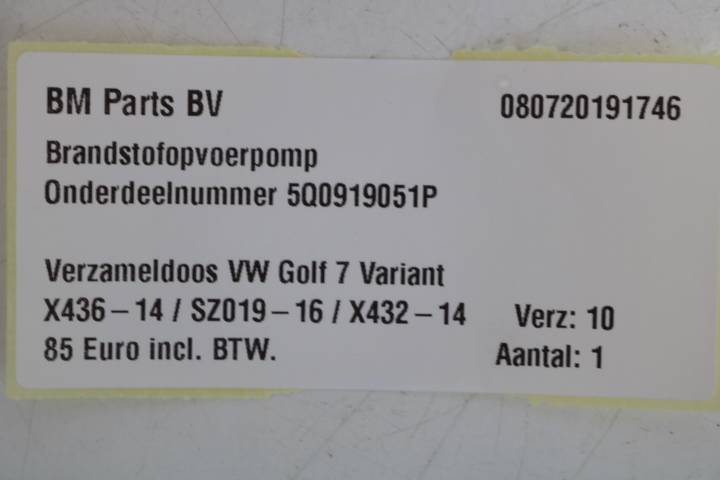 BM Parts BV 080720191746
Brandstofopvoerpomp
Onderdeelnummer 5Q0919051P
Verzameldoos VW Golf 7 Variant
X436-14 / SZ019-16 / X432-14 Verz: 10
85 Euro incl. BTW. Aantal: 1